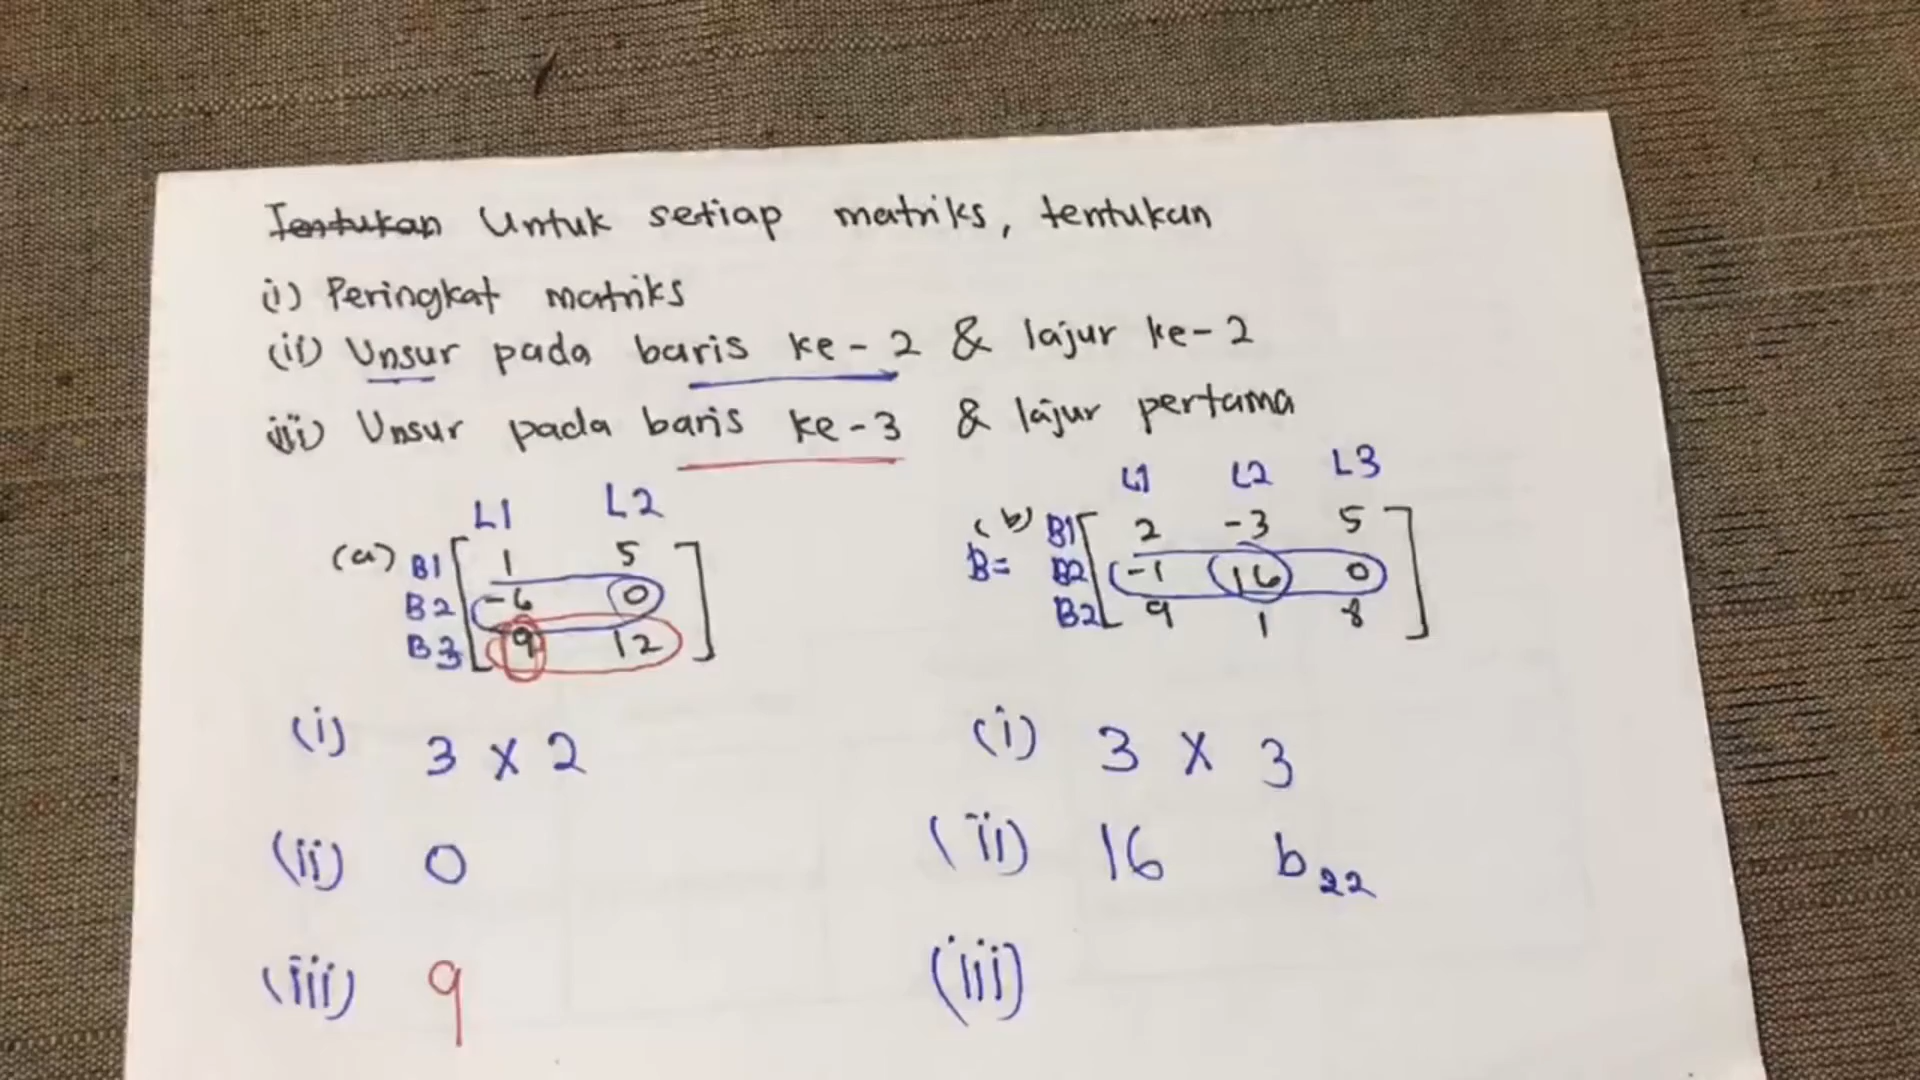 Tentukan Untuk setiap matriks, tentukan
(i) Peringkat matriks
(ii) Unsur pada baris ke-2 & lajur ke-2
(iii) Unsur pada baris ke-3 & lajur pertama
L1 L2
(a) B1 1 5
B2 -6 0
B3 9 12
(i) 3 x 2
(ii) 0
(iii) 9
L1 L2 L3
(b) B1 2 -3 5
B= B2 -1 16 0
B2 9 1 8
(i) 3 x 3
(ii) 16 b22
(iii)